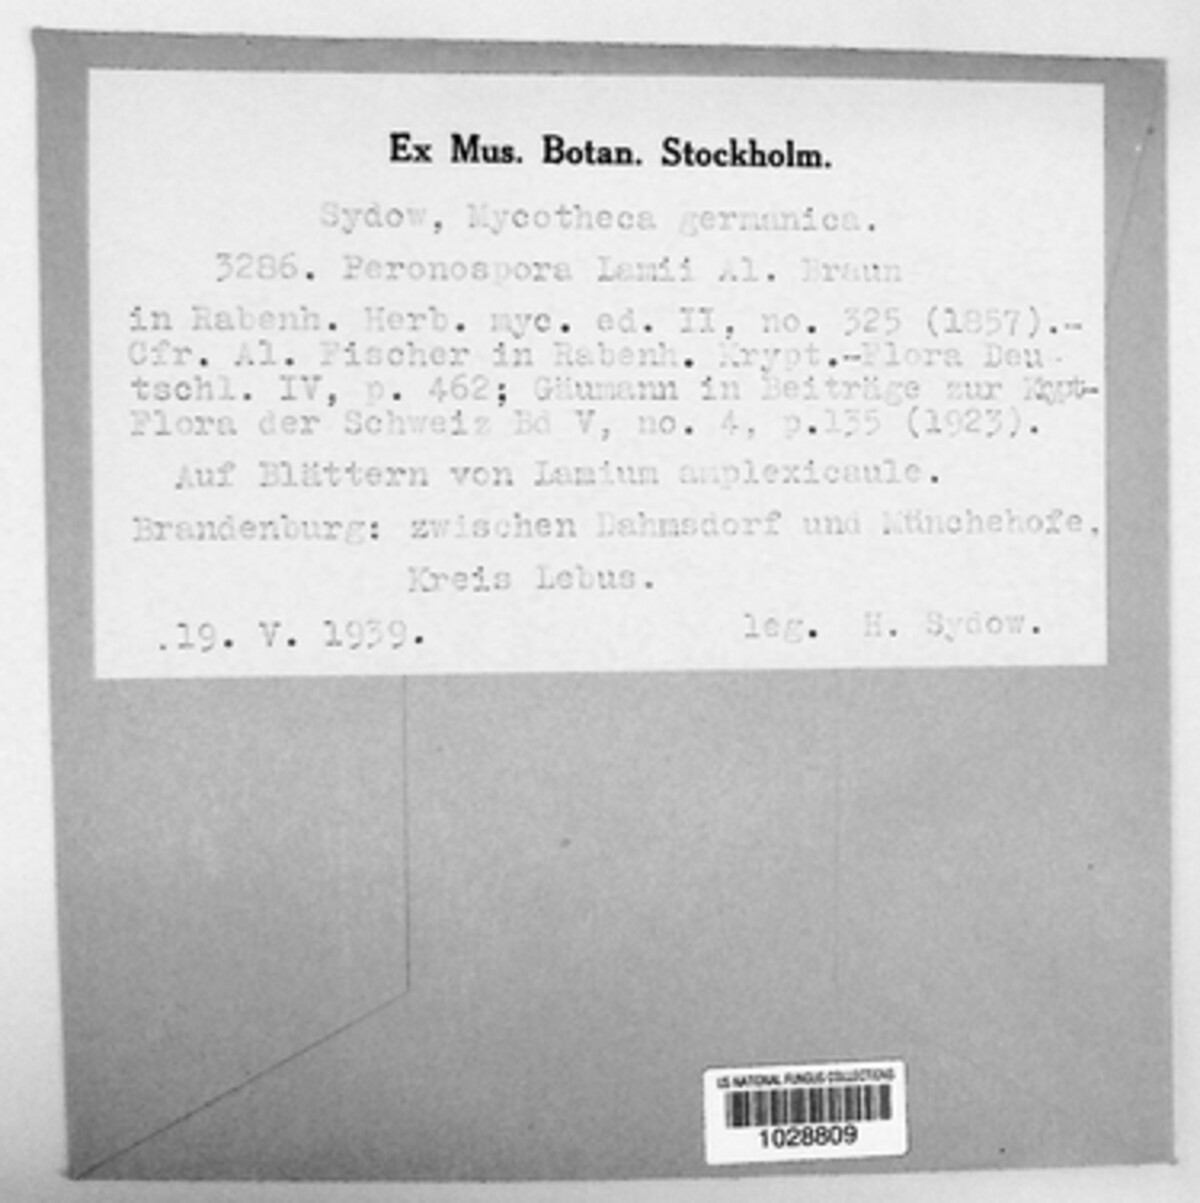 Ex Mus. Botan. Stockholm.
Sydow, Mycotheca germanica.
3286. Peronospora Lamii Al. Braun
in Rabenh. Herb. myc. ed. II, no. 325 (1857).-
Cfr. Al. Fischer in Rabenh. Krypt.-Flora Deu-
tschl. IV, p. 462; Gäumann in Beiträge zur Krypt-
Flora der Schweiz Bd V, no. 4, p.135 (1923).
Auf Blättern von Lamium amplexicaule.
Brandenburg: zwischen Dahmsdorf und Münchehofe,
Kreis Lebus.
.19. V. 1939. leg. H. Sydow.
US NATIONAL FUNGUS COLLECTIONS
1028809